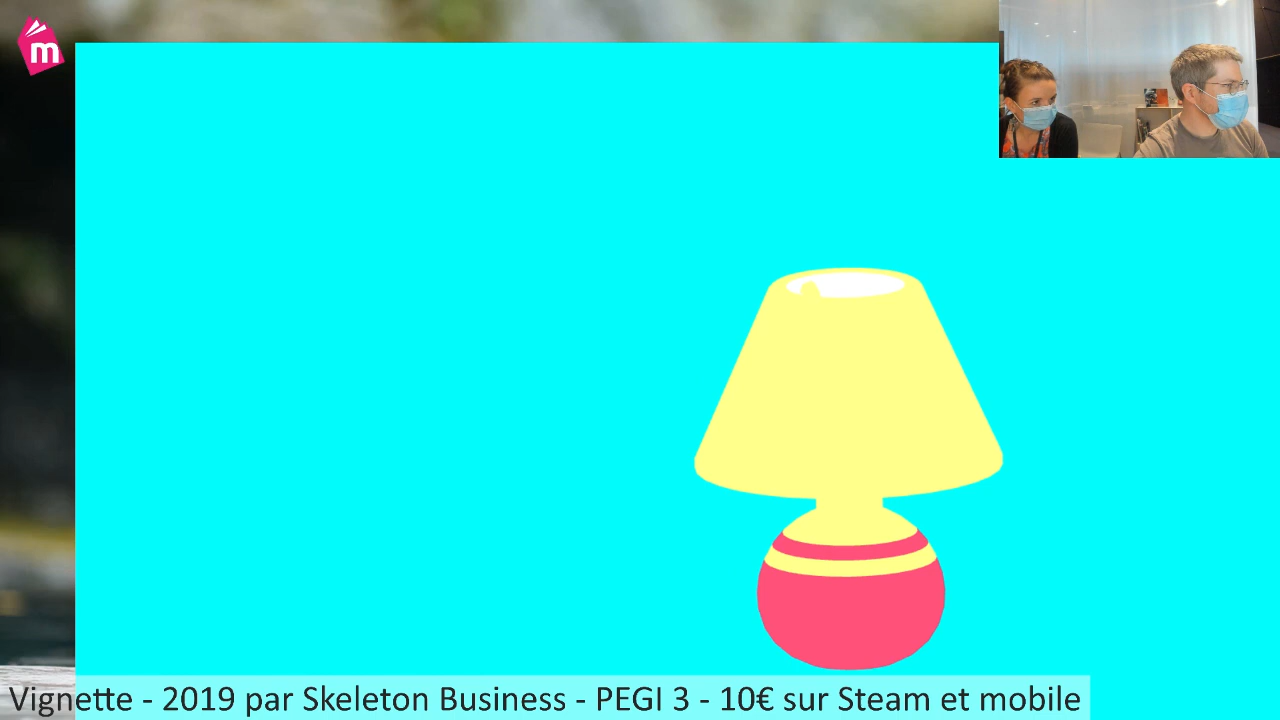 m
Vignette - 2019 par Skeleton Business - PEGI 3 - 10€ sur Steam et mobile